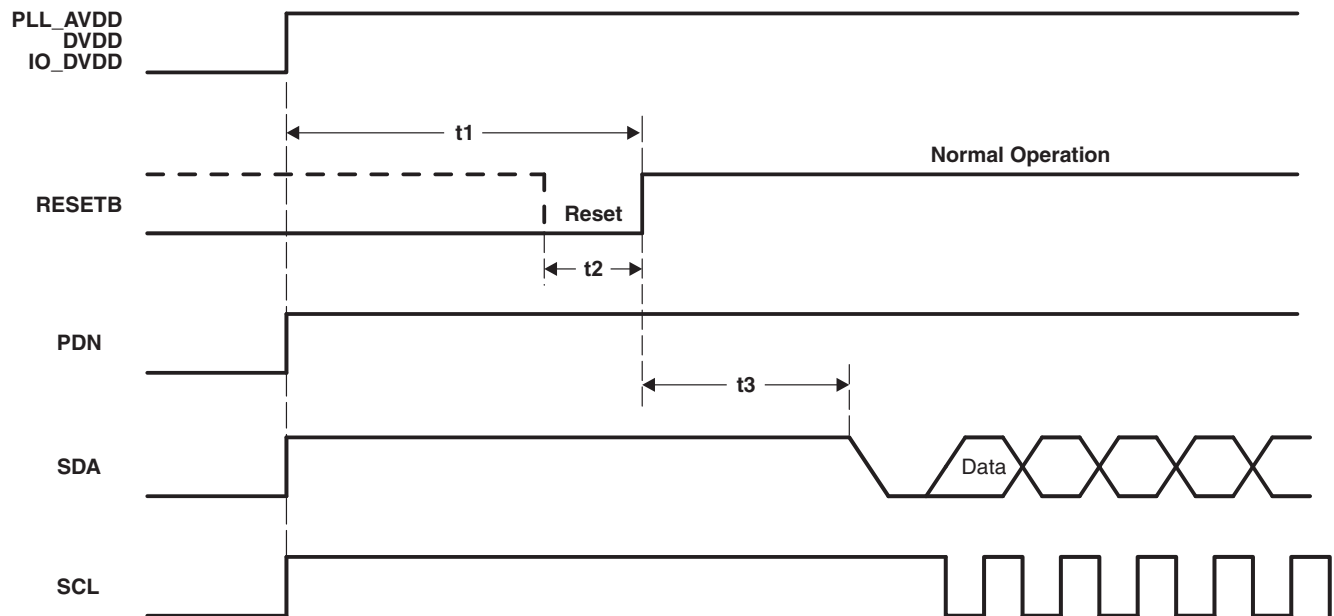 PLL_AVDD
DVDD
IO_DVDD
t1
Normal Operation
RESETB
Reset
t2
PDN
t3
SDA
Data
SCL